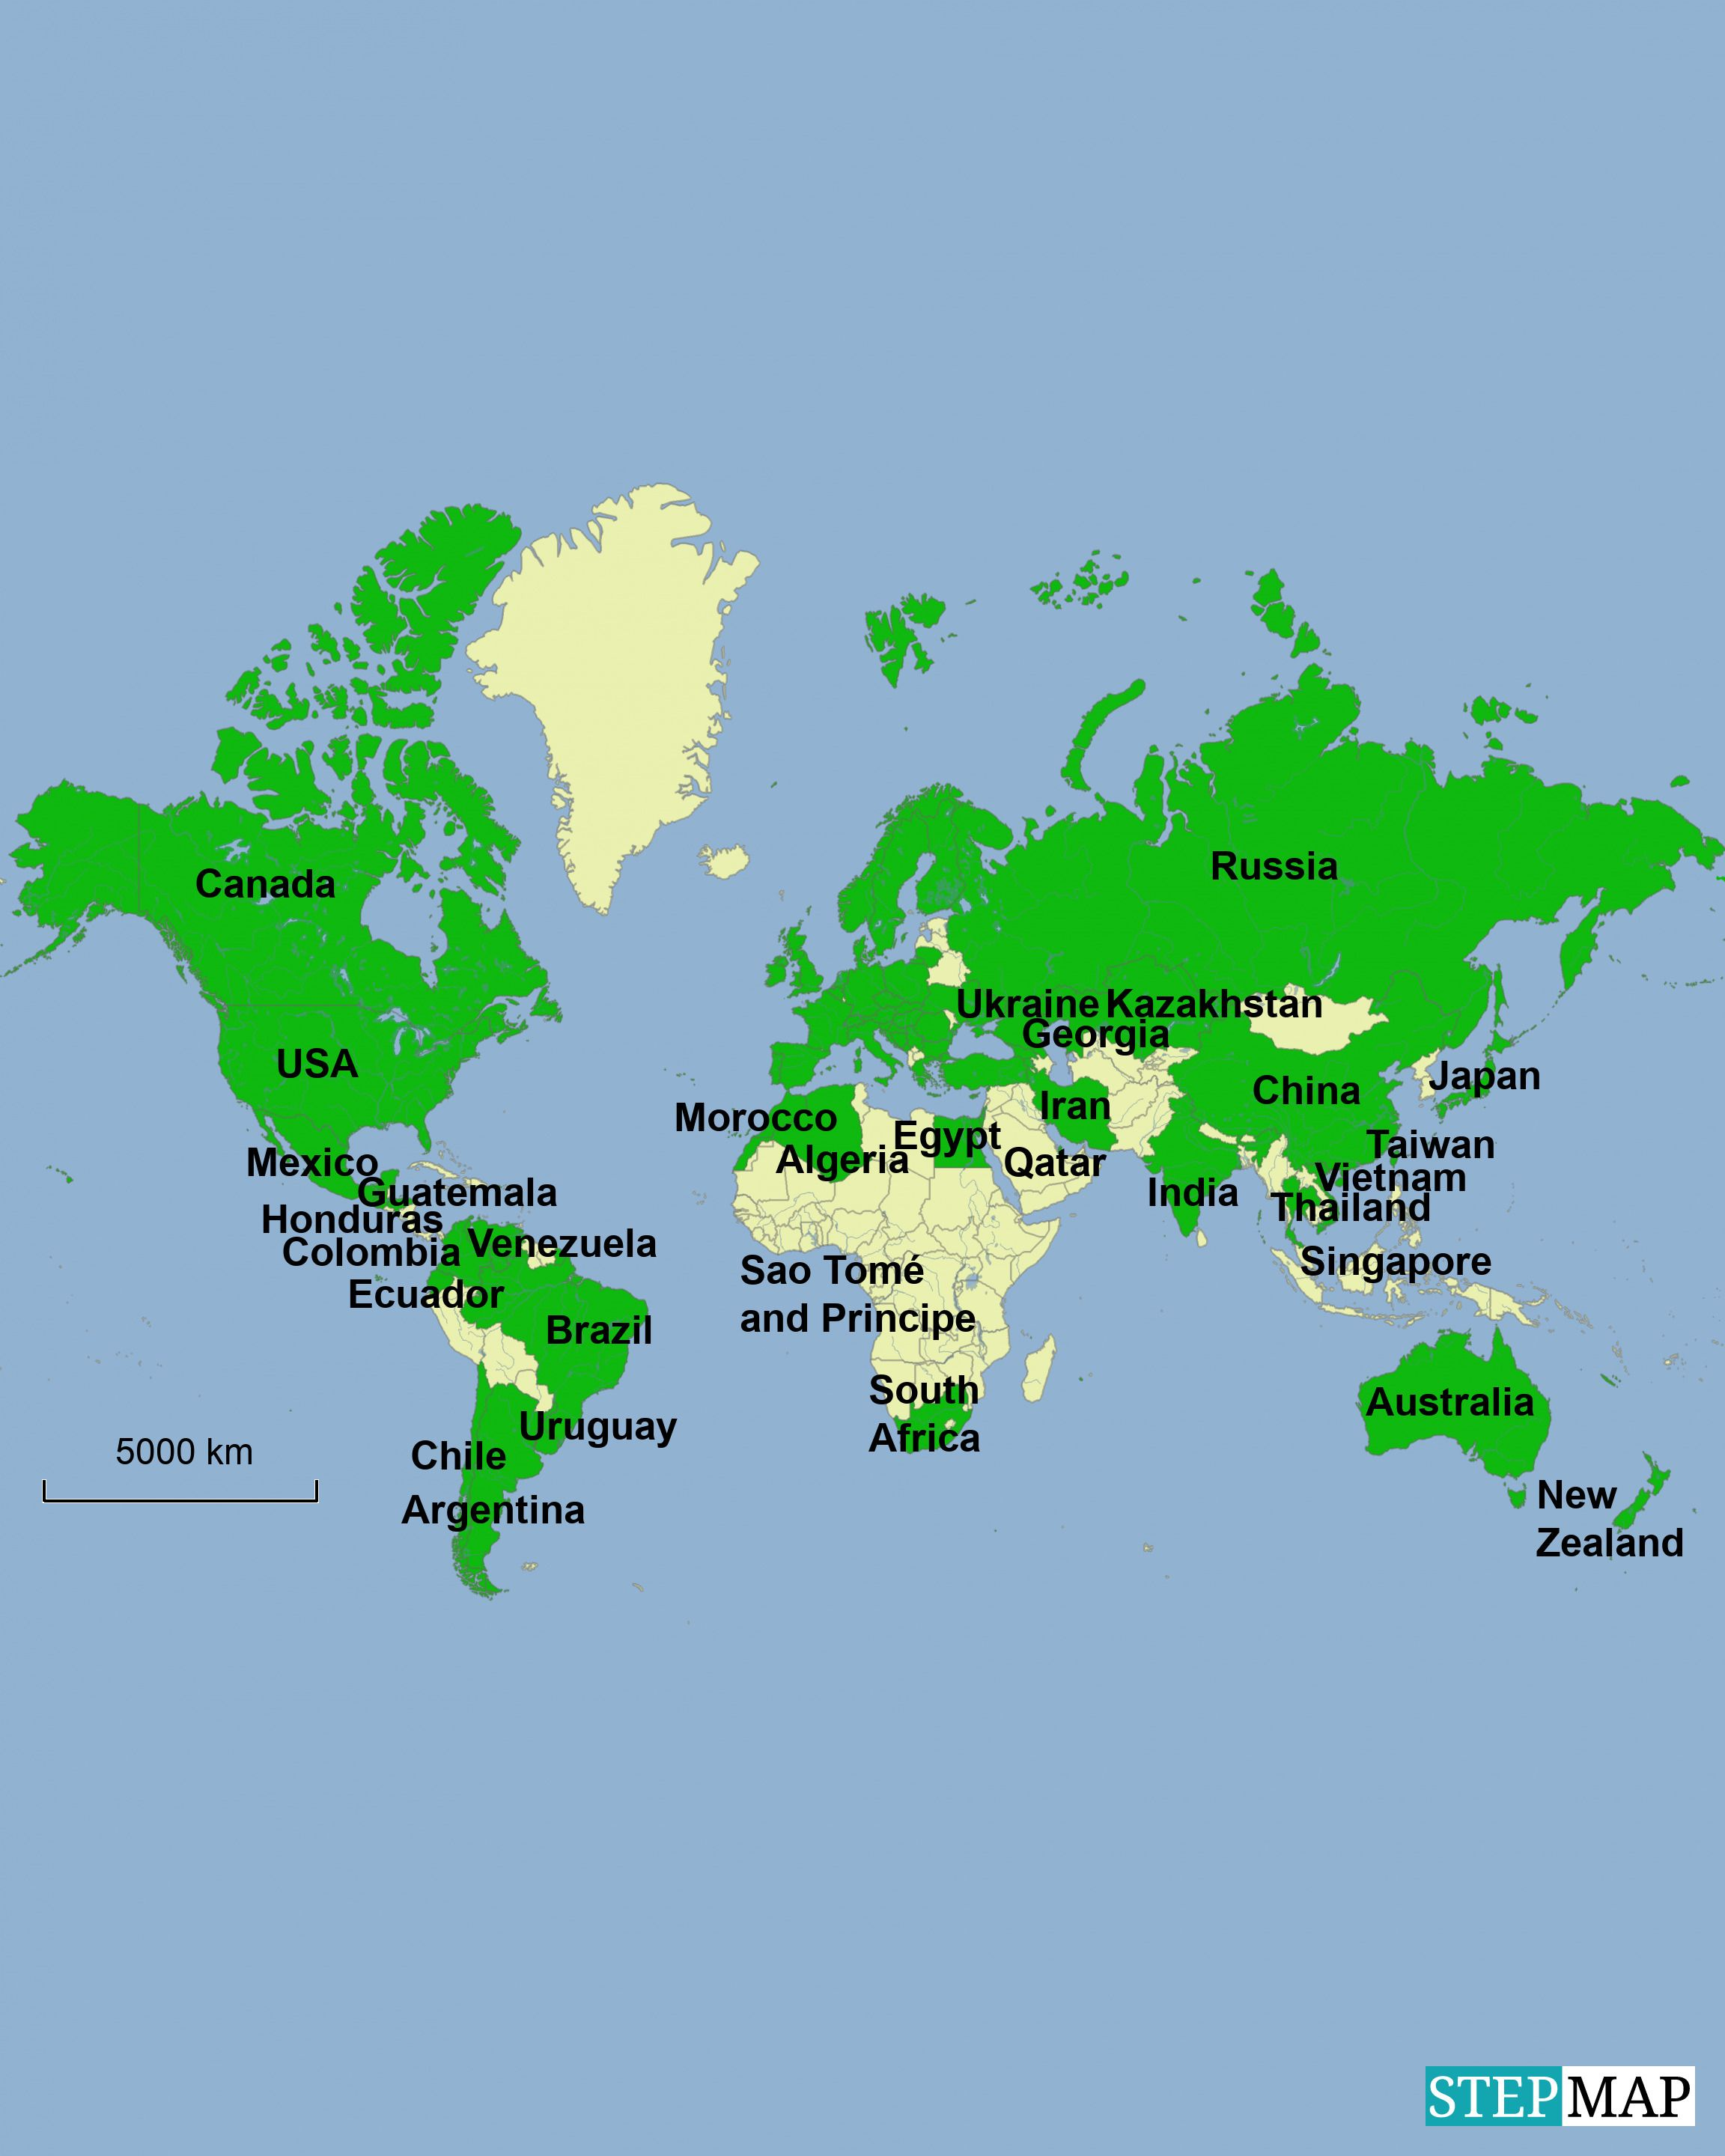 Canada
Russia
Ukraine
Kazakhstan
Georgia
USA
Japan
China
Iran
Morocco
Egypt
Taiwan
Algeria
Qatar
Mexico
Vietnam
Guatemala
India
Thailand
Honduras
Venezuela
Colombia
Singapore
Sao Tomé
and Principe
Ecuador
Brazil
South
Africa
Australia
Uruguay
5000 km
Chile
Argentina
New
Zealand
STEPMAP